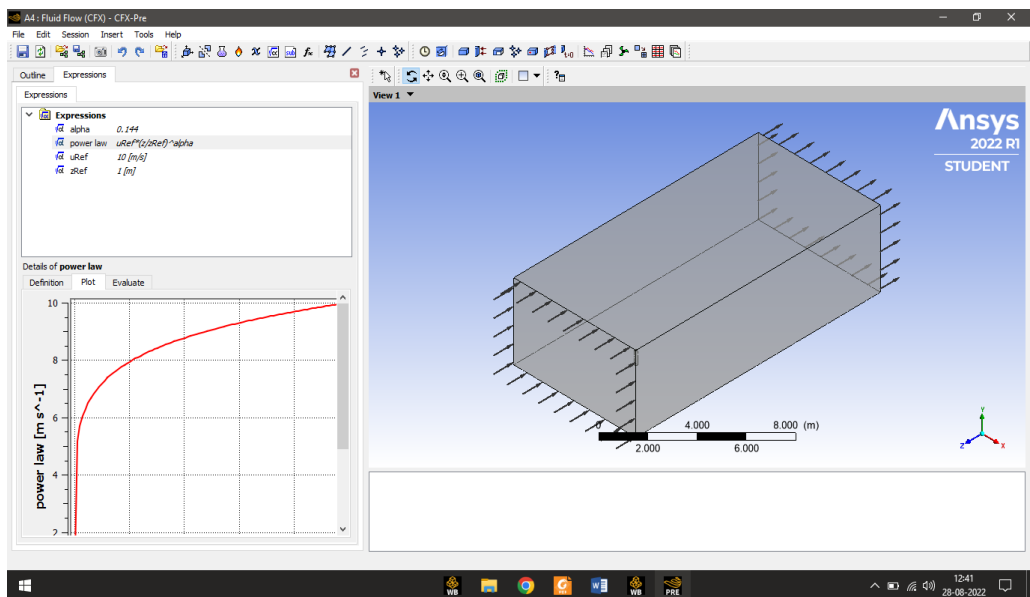 A4 : Fluid Flow (CFX) - CFX-Pre
File Edit Session Insert Tools Help
Outline Expressions
Expressions
View 1
Expressions
alpha 0.144
power law uRef*(z/zRef)^alpha
uRef 10 [m/s]
zRef 1 [m]
Ansys
2022 R1
STUDENT
Details of power law
Definition Plot Evaluate
10
8
6
4
2
power law [m s^-1]
0 4.000 8.000 (m)
2.000 6.000
Y
Z X
WB W WB PRE
12:41
28-08-2022